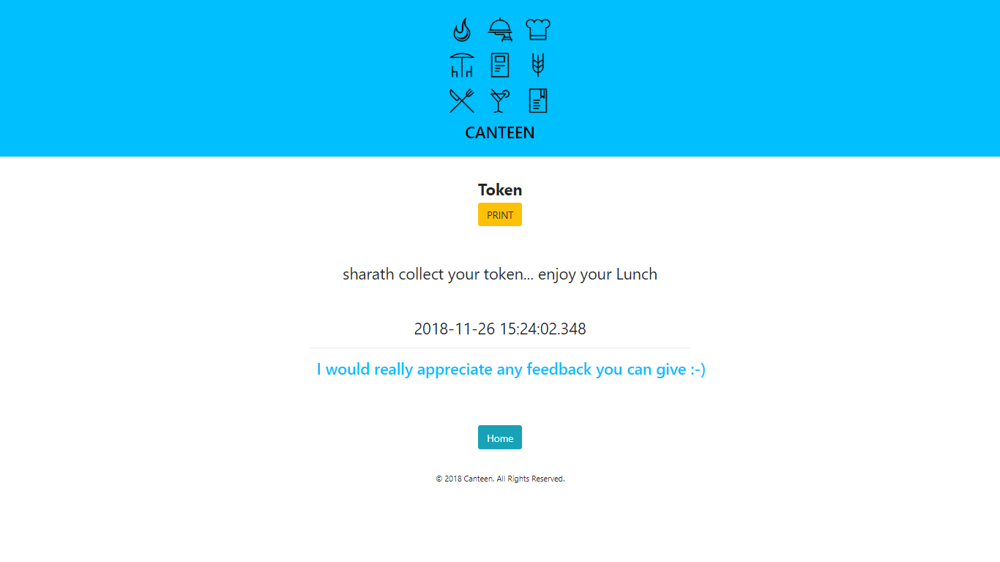 CANTEEN
Token
PRINT
sharath collect your token... enjoy your Lunch
2018-11-26 15:24:02.348
I would really appreciate any feedback you can give :-)
Home
© 2018 Canteen. All Rights Reserved.